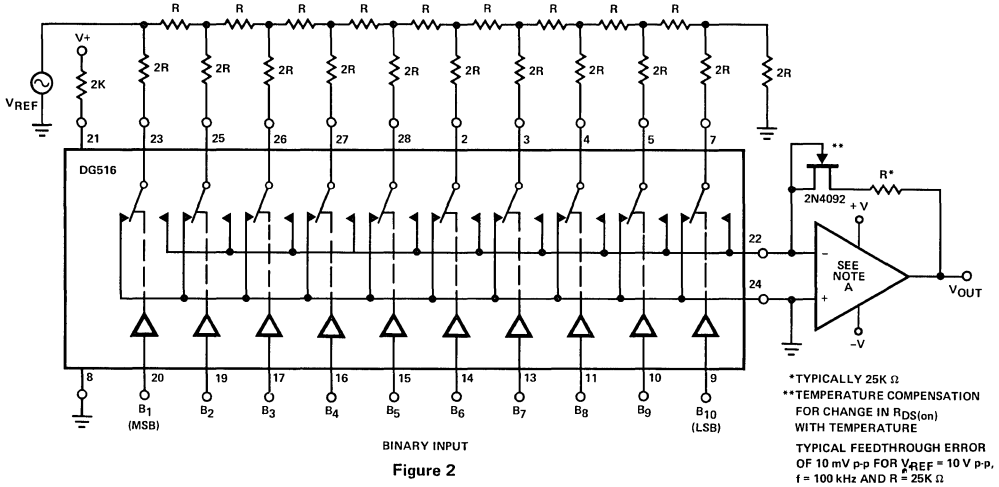 R R R R R R R R R
V+
2R 2R 2R 2R 2R 2R 2R 2R 2R 2R 2R
2K
VREF
21 23 25 26 27 28 2 3 4 5 7
DG516
**
2N4092
R*
22
+V
−
SEE
NOTE
A
24
+
VOUT
−V
8 20 19 17 16 15 14 13 11 10 9
B1 B2 B3 B4 B5 B6 B7 B8 B9 B10
(MSB) (LSB)
BINARY INPUT
Figure 2
*TYPICALLY 25K Ω
**TEMPERATURE COMPENSATION
FOR CHANGE IN RDS(on)
WITH TEMPERATURE
TYPICAL FEEDTHROUGH ERROR
OF 10 mV p-p FOR VREF = 10 V p-p,
f = 100 kHz AND R = 25K Ω